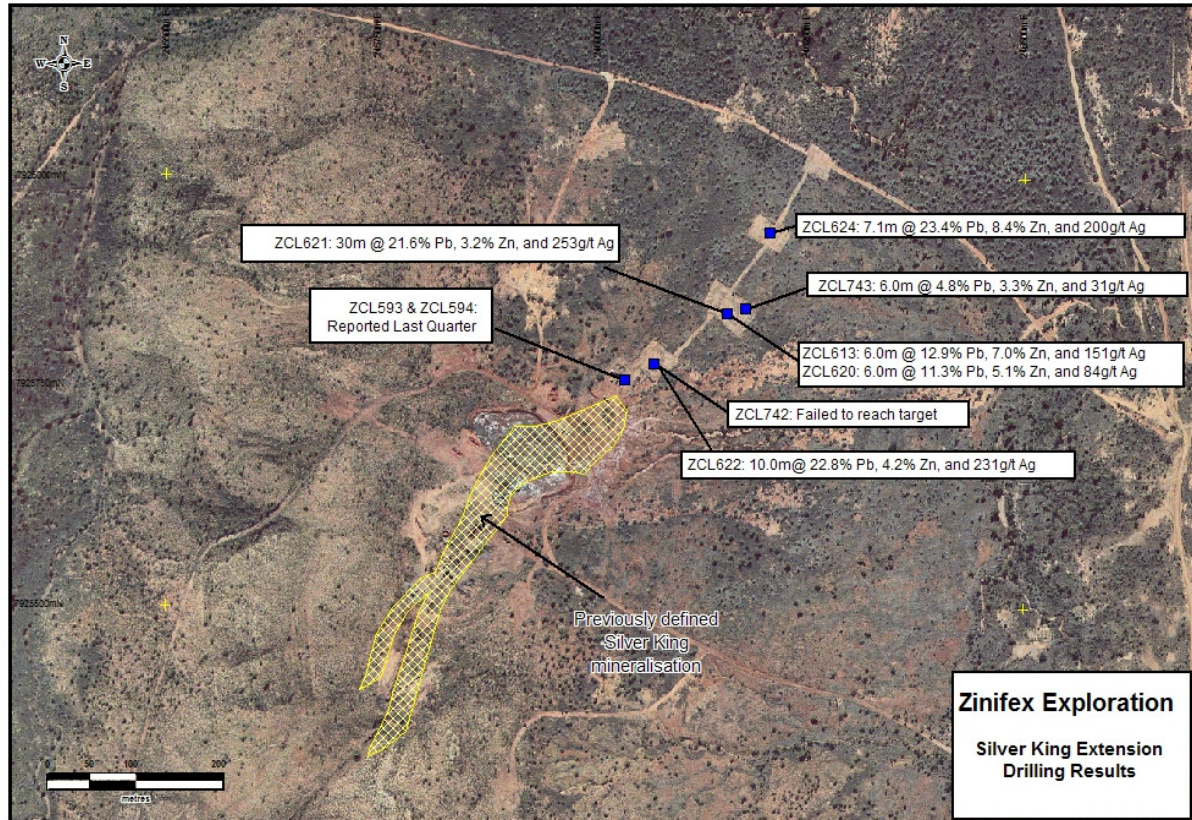 N
W
E
S
7926000mN
ZCL624: 7.1m @ 23.4% Pb, 8.4% Zn, and 200g/t Ag
ZCL621: 30m @ 21.6% Pb, 3.2% Zn, and 253g/t Ag
ZCL743: 6.0m @ 4.8% Pb, 3.3% Zn, and 31g/t Ag
ZCL593 & ZCL594:
Reported Last Quarter
ZCL613: 6.0m @ 12.9% Pb, 7.0% Zn, and 151g/t Ag
ZCL620: 6.0m @ 11.3% Pb, 5.1% Zn, and 84g/t Ag
7925750mN
ZCL742: Failed to reach target
ZCL622: 10.0m@ 22.8% Pb, 4.2% Zn, and 231g/t Ag
7925500mN
Previously defined
Silver King
mineralisation
Zinifex Exploration
Silver King Extension
Drilling Results
0 50 100 200
metres